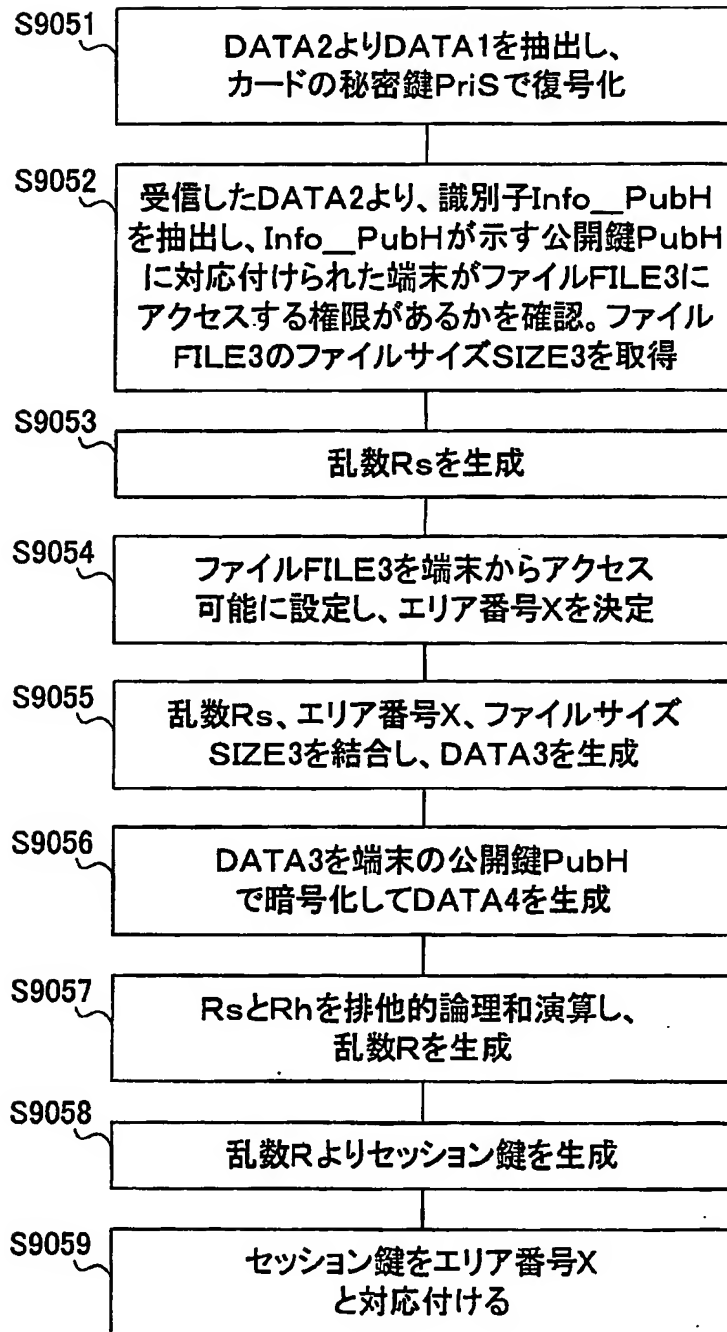 S9051
DATA2よりDATA1を抽出し、
カードの秘密鍵PriSで復号化
S9052
受信したDATA2より、識別子Info__PubH
を抽出し、Info__PubHが示す公開鍵PubH
に対応付けられた端末がファイルFILE3に
アクセスする権限があるかを確認。ファイル
FILE3のファイルサイズSIZE3を取得
S9053
乱数Rsを生成
S9054
ファイルFILE3を端末からアクセス
可能に設定し、エリア番号Xを決定
S9055
乱数Rs、エリア番号X、ファイルサイズ
SIZE3を結合し、DATA3を生成
S9056
DATA3を端末の公開鍵PubH
で暗号化してDATA4を生成
S9057
RsとRhを排他的論理和演算し、
乱数Rを生成
S9058
乱数Rよりセッション鍵を生成
S9059
セッション鍵をエリア番号X
と対応付ける